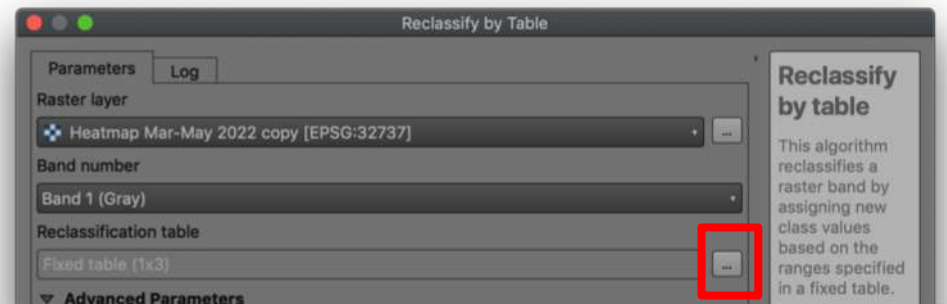 Reclassify by Table
Parameters
Log
Raster layer
Heatmap Mar-May 2022 copy [EPSG:32737]
...
Band number
Band 1 (Gray)
Reclassification table
Fixed table (1x3)
...
Advanced Parameters
Reclassify
by table
This algorithm
reclassifies a
raster band by
assigning new
class values
based on the
ranges specified
in a fixed table.